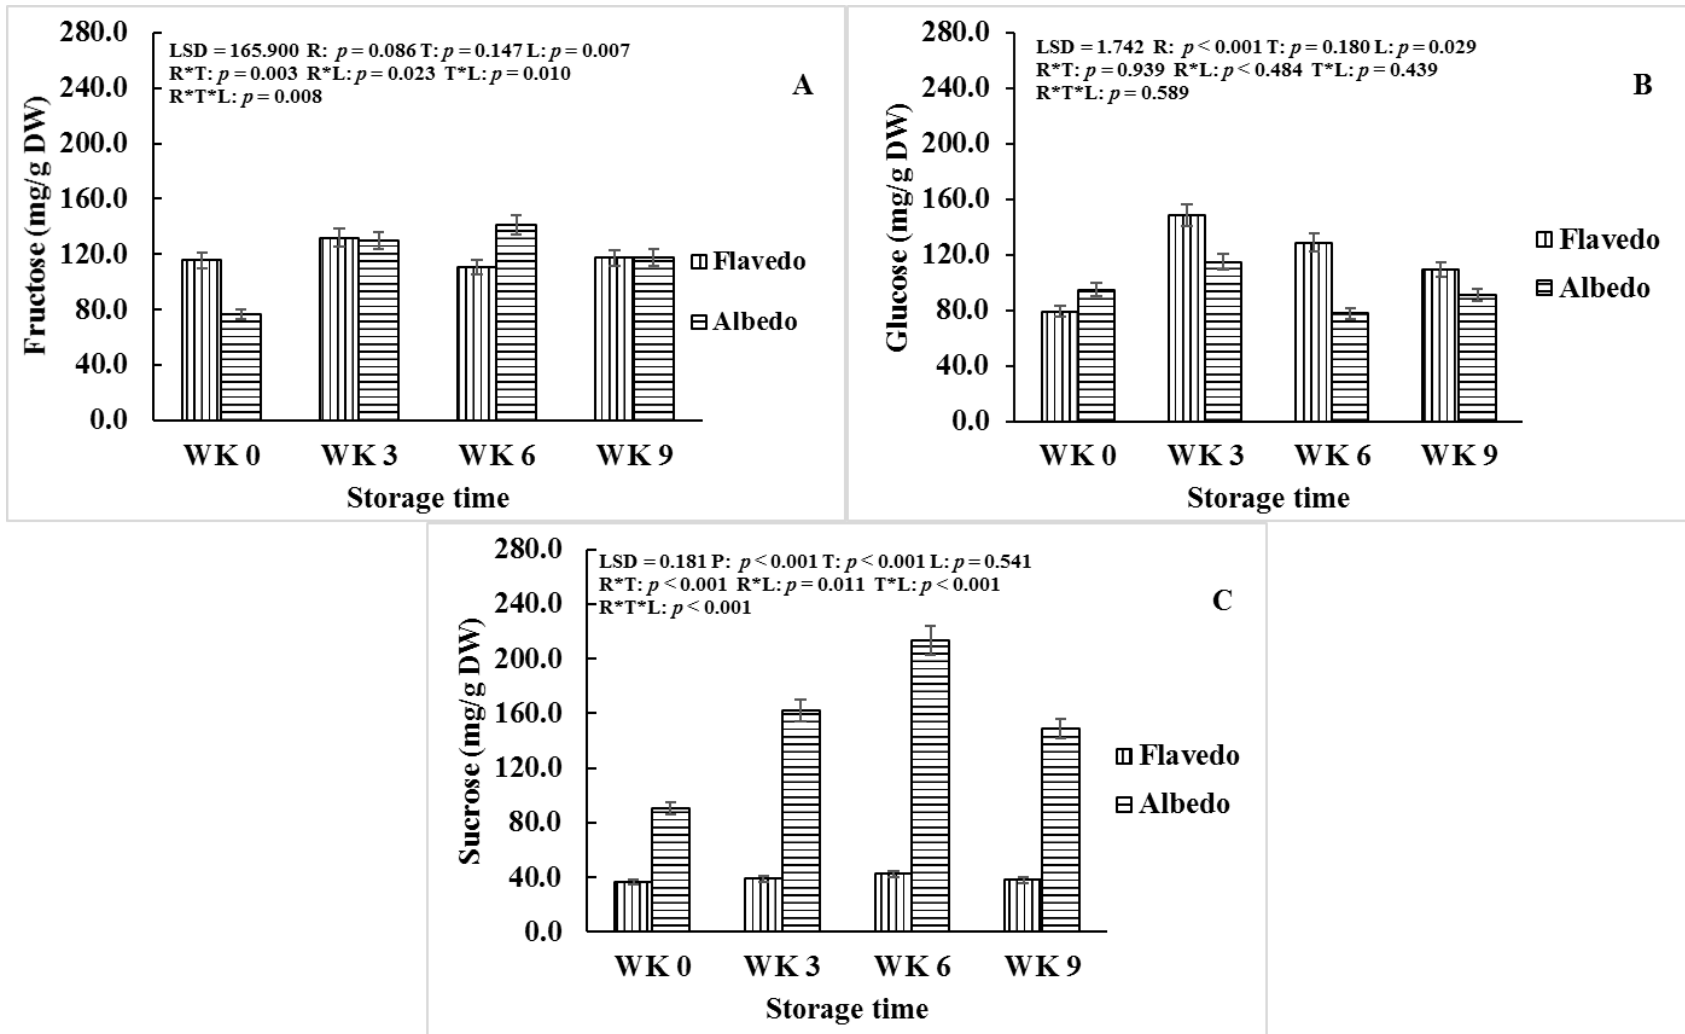 LSD = 165.900 R: p = 0.086 T: p = 0.147 L: p = 0.007
R*T: p = 0.003 R*L: p = 0.023 T*L: p = 0.010
R*T*L: p = 0.008
A
Fructose (mg/g DW)
280.0
240.0
200.0
160.0
120.0
80.0
40.0
0.0
WK 0 WK 3 WK 6 WK 9
Storage time
Flavedo
Albedo
LSD = 1.742 R: p < 0.001 T: p = 0.180 L: p = 0.029
R*T: p = 0.939 R*L: p < 0.484 T*L: p = 0.439
R*T*L: p = 0.589
B
Glucose (mg/g DW)
280.0
240.0
200.0
160.0
120.0
80.0
40.0
0.0
WK 0 WK 3 WK 6 WK 9
Storage time
Flavedo
Albedo
LSD = 0.181 P: p < 0.001 T: p < 0.001 L: p = 0.541
R*T: p < 0.001 R*L: p = 0.011 T*L: p < 0.001
R*T*L: p < 0.001
C
Sucrose (mg/g DW)
280.0
240.0
200.0
160.0
120.0
80.0
40.0
0.0
WK 0 WK 3 WK 6 WK 9
Storage time
Flavedo
Albedo